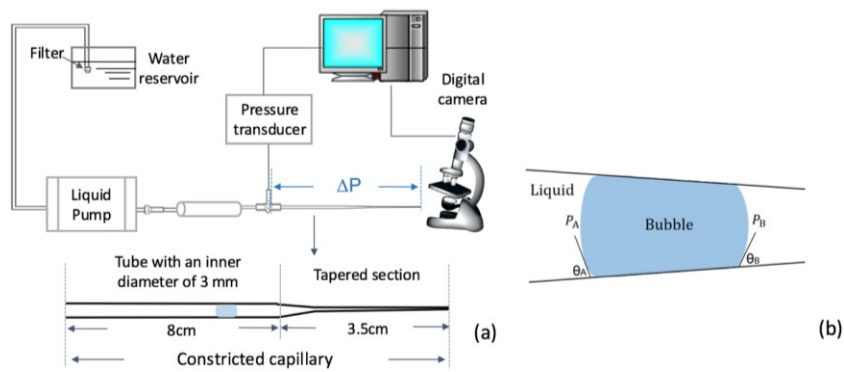 Filter
Water
reservoir
Digital
camera
Pressure
transducer
ΔP
Liquid
Pump
Tube with an inner
diameter of 3 mm
Tapered section
8cm
3.5cm
(a)
Constricted capillary
Liquid
P_A
Bubble
P_B
θ_A
θ_B
(b)